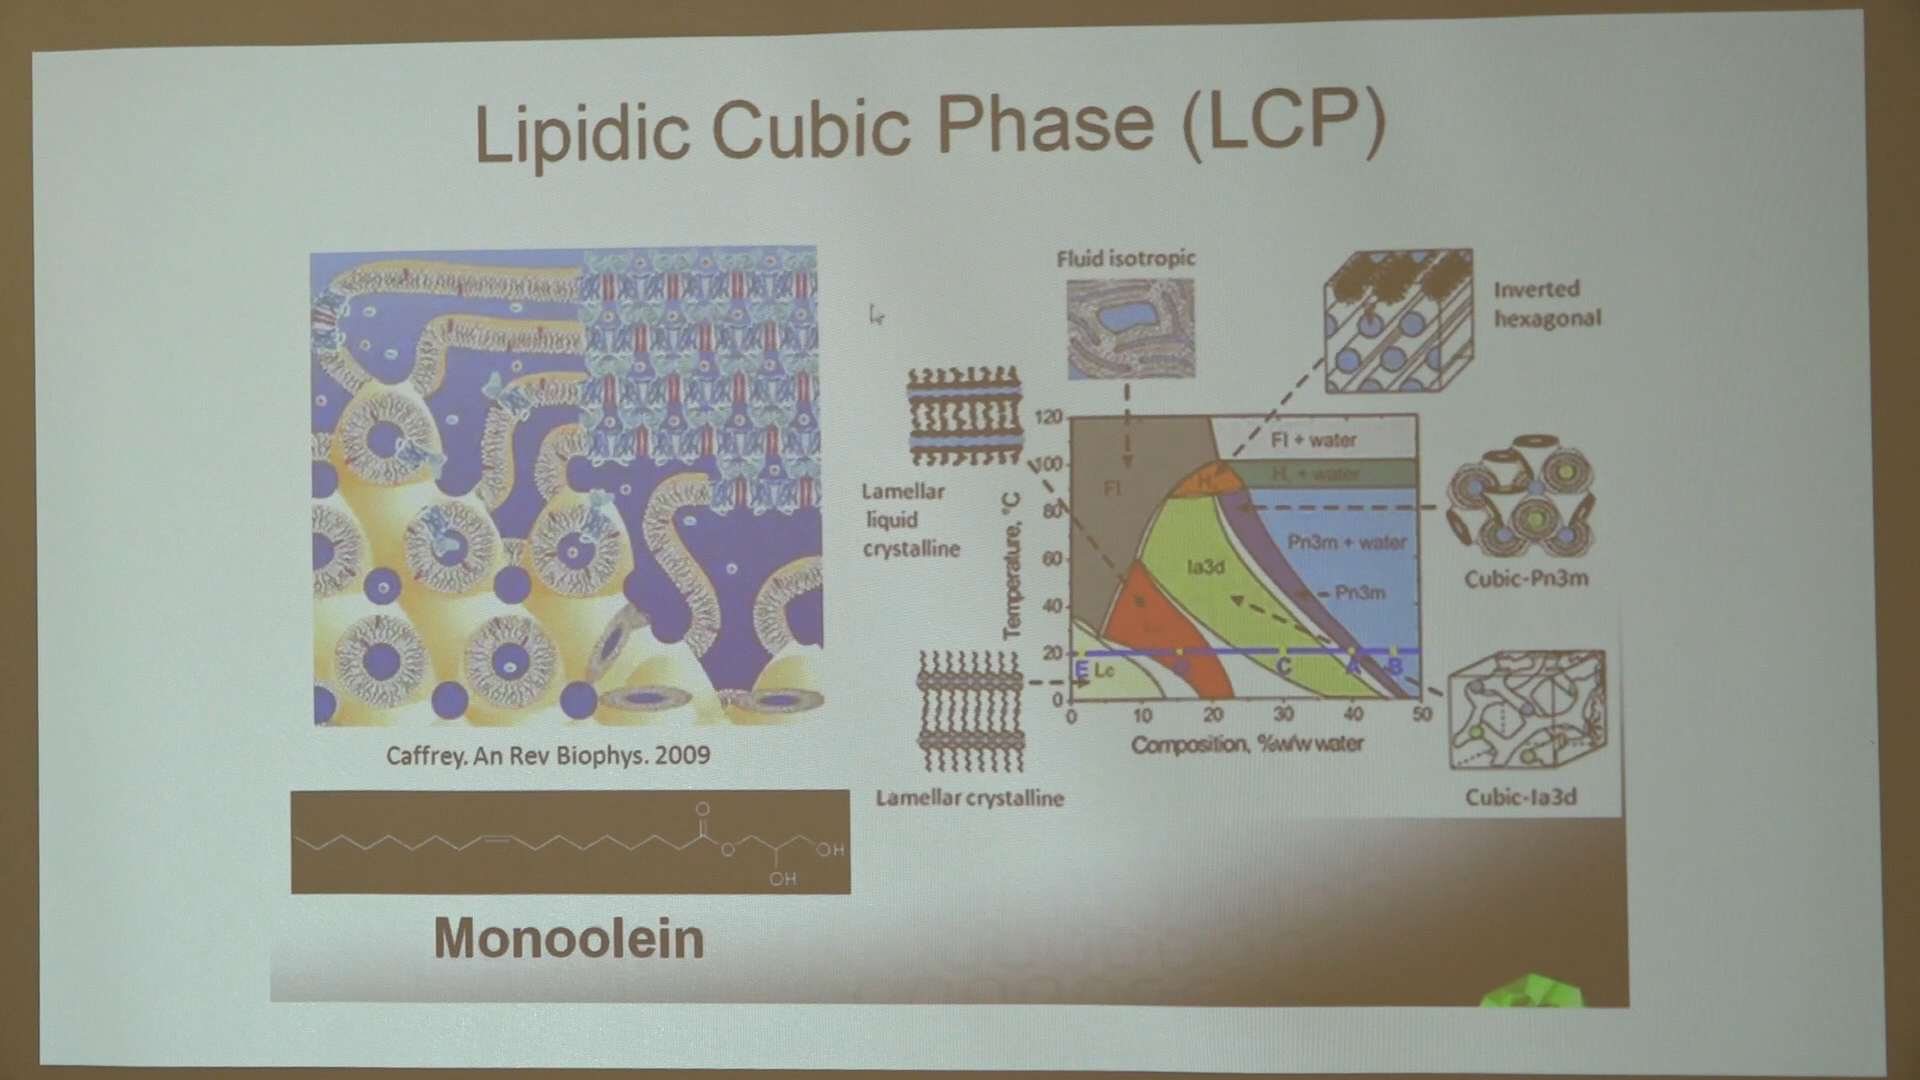 Lipidic Cubic Phase (LCP)
Fluid isotropic
Inverted
hexagonal
Lamellar
liquid
crystalline
Cubic-Pn3m
Lamellar crystalline
Cubic-Ia3d
Temperature, °C
120
100
80
60
40
20
0
0 10 20 30 40 50
Composition, %w/w water
FI + water
+ water
FI
Pn3m + water
Ia3d
Pn3m
E
Lc
C
A
B
Caffrey. An Rev Biophys. 2009
O
O
OH
OH
Monoolein